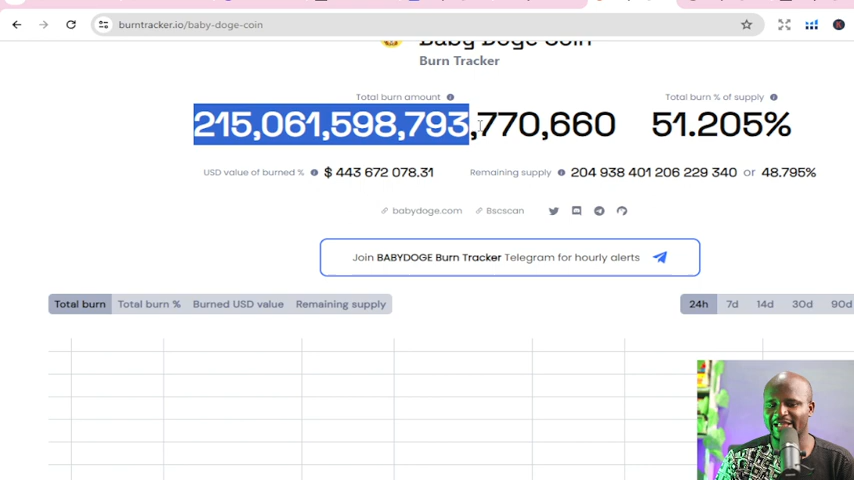 burntracker.io/baby-doge-coin
Baby Doge Coin
Burn Tracker
Total burn amount
Total burn % of supply
215,061,598,793,770,660
51.205%
USD value of burned % $ 443 672 078.31
Remaining supply 204 938 401 206 229 340 or 48.795%
babydoge.com Bscscan
Join BABYDOGE Burn Tracker Telegram for hourly alerts
Total burn Total burn % Burned USD value Remaining supply
24h 7d 14d 30d 90d